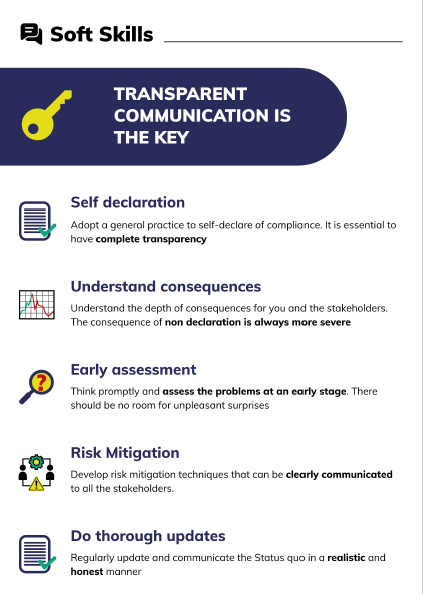 Soft Skills
TRANSPARENT
COMMUNICATION IS
THE KEY
Self declaration
Adopt a general practice to self-declare of compliance. It is essential to
have complete transparency
Understand consequences
Understand the depth of consequences for you and the stakeholders.
The consequence of non declaration is always more severe
?
Early assessment
Think promptly and assess the problems at an early stage. There
should be no room for unpleasant surprises
Risk Mitigation
Develop risk mitigation techniques that can be clearly communicated
to all the stakeholders.
Do thorough updates
Regularly update and communicate the Status quo in a realistic and
honest manner